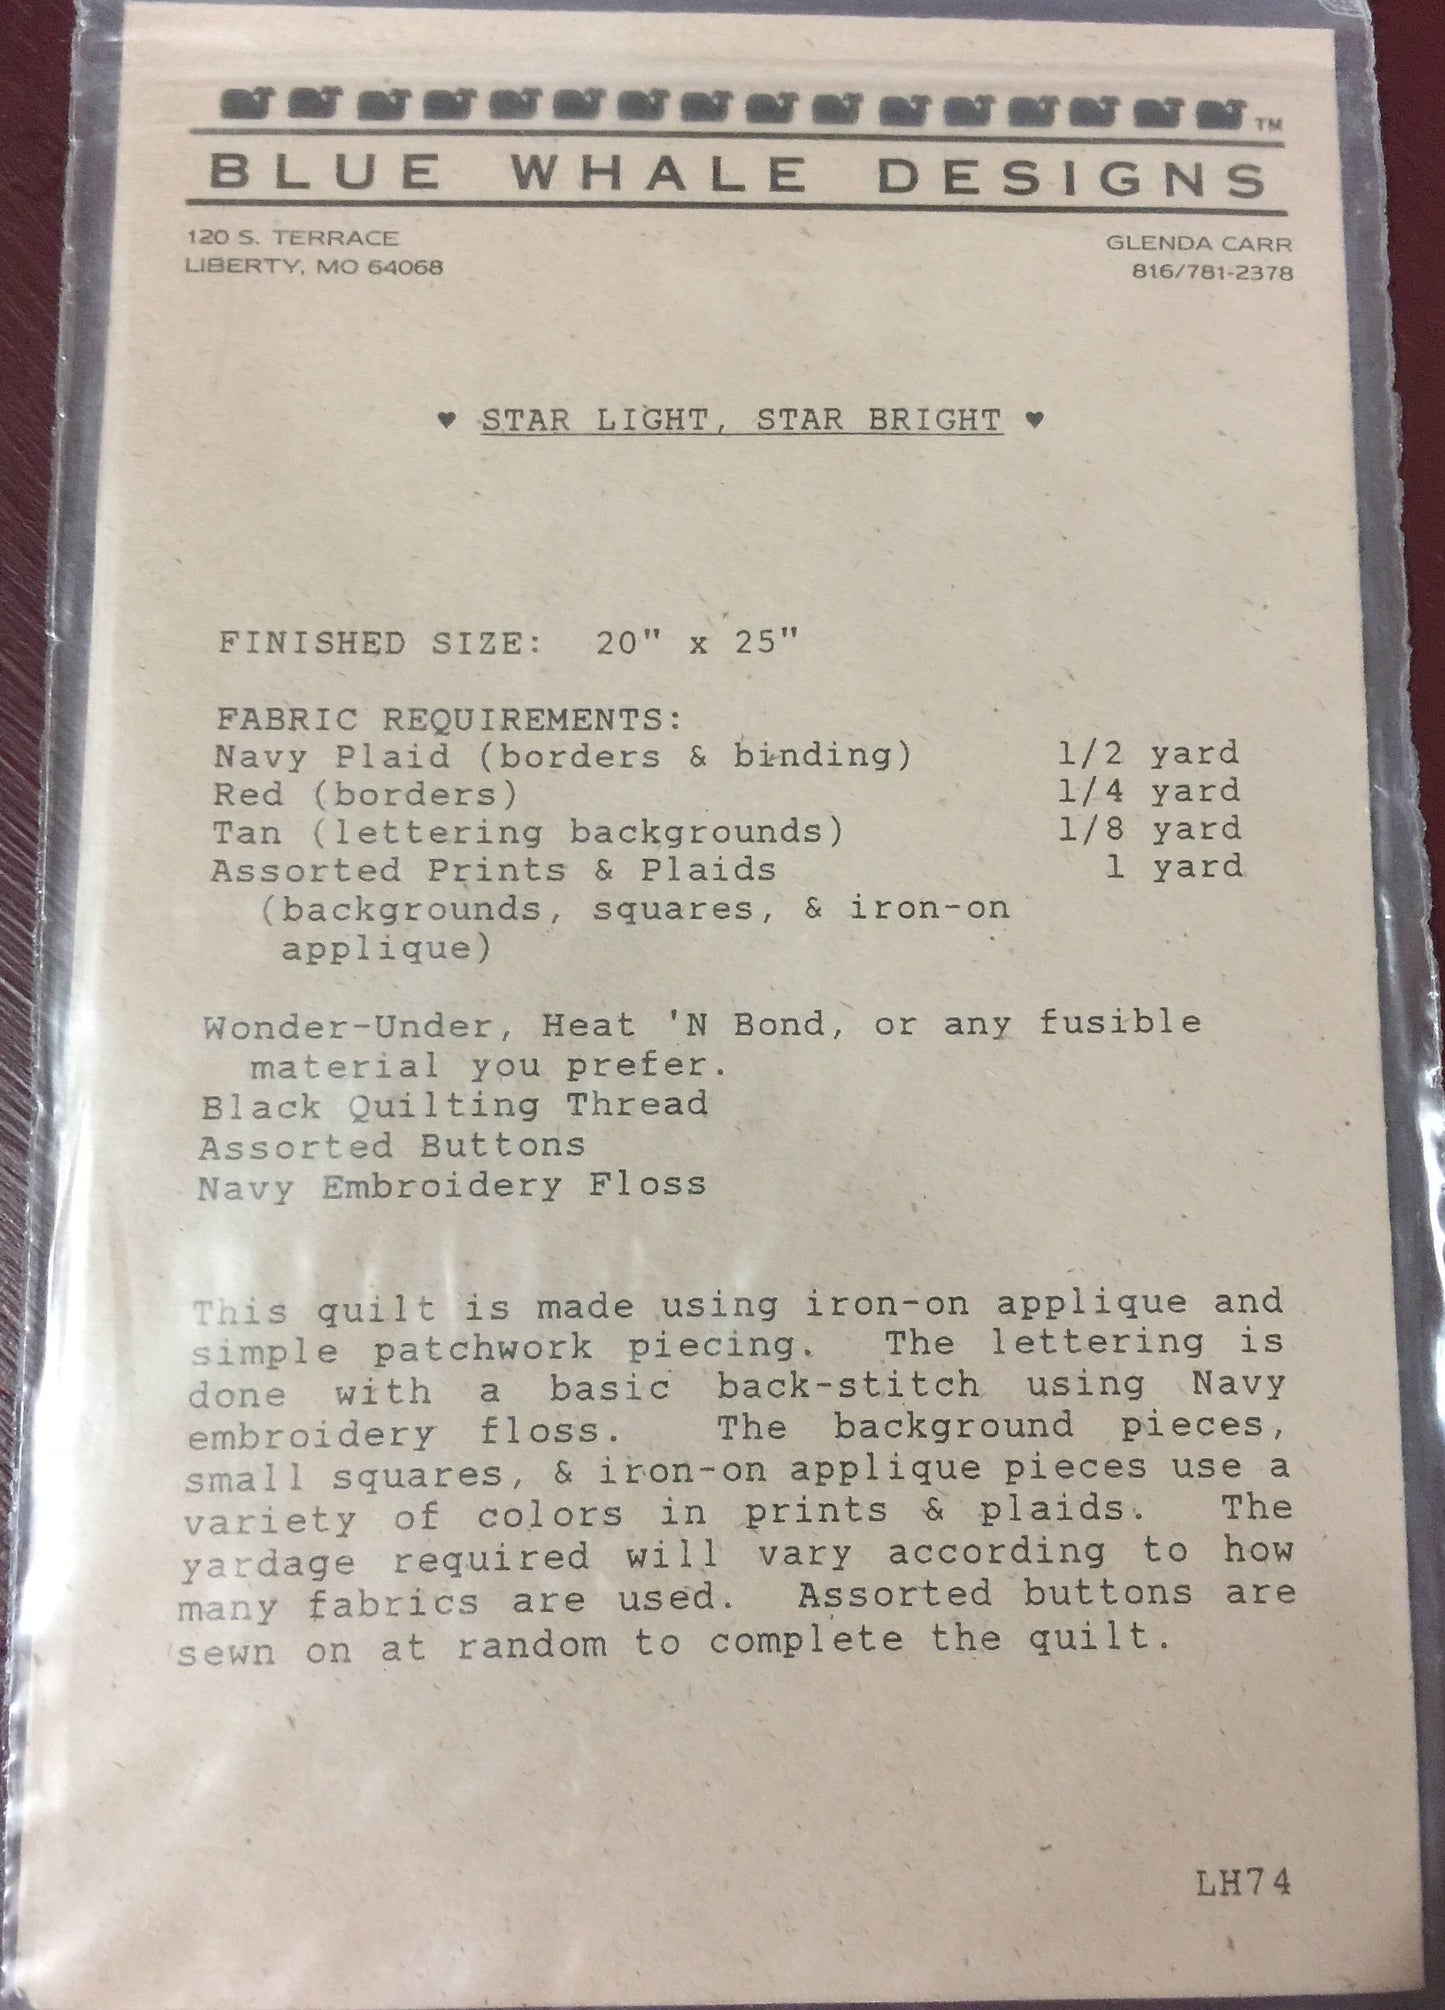 BLUE WHALE DESIGNS
TM
120 S. TERRACE
LIBERTY, MO 64068
GLENDA CARR
816/781-2378
♥ STAR LIGHT, STAR BRIGHT ♥
FINISHED SIZE: 20" x 25"
FABRIC REQUIREMENTS:
Navy Plaid (borders & binding) 1/2 yard
Red (borders) 1/4 yard
Tan (lettering backgrounds) 1/8 yard
Assorted Prints & Plaids 1 yard
(backgrounds, squares, & iron-on
applique)
Wonder-Under, Heat 'N Bond, or any fusible
material you prefer.
Black Quilting Thread
Assorted Buttons
Navy Embroidery Floss
This quilt is made using iron-on applique and
simple patchwork piecing. The lettering is
done with a basic back-stitch using Navy
embroidery floss. The background pieces,
small squares, & iron-on applique pieces use a
variety of colors in prints & plaids. The
yardage required will vary according to how
many fabrics are used. Assorted buttons are
sewn on at random to complete the quilt.
LH74